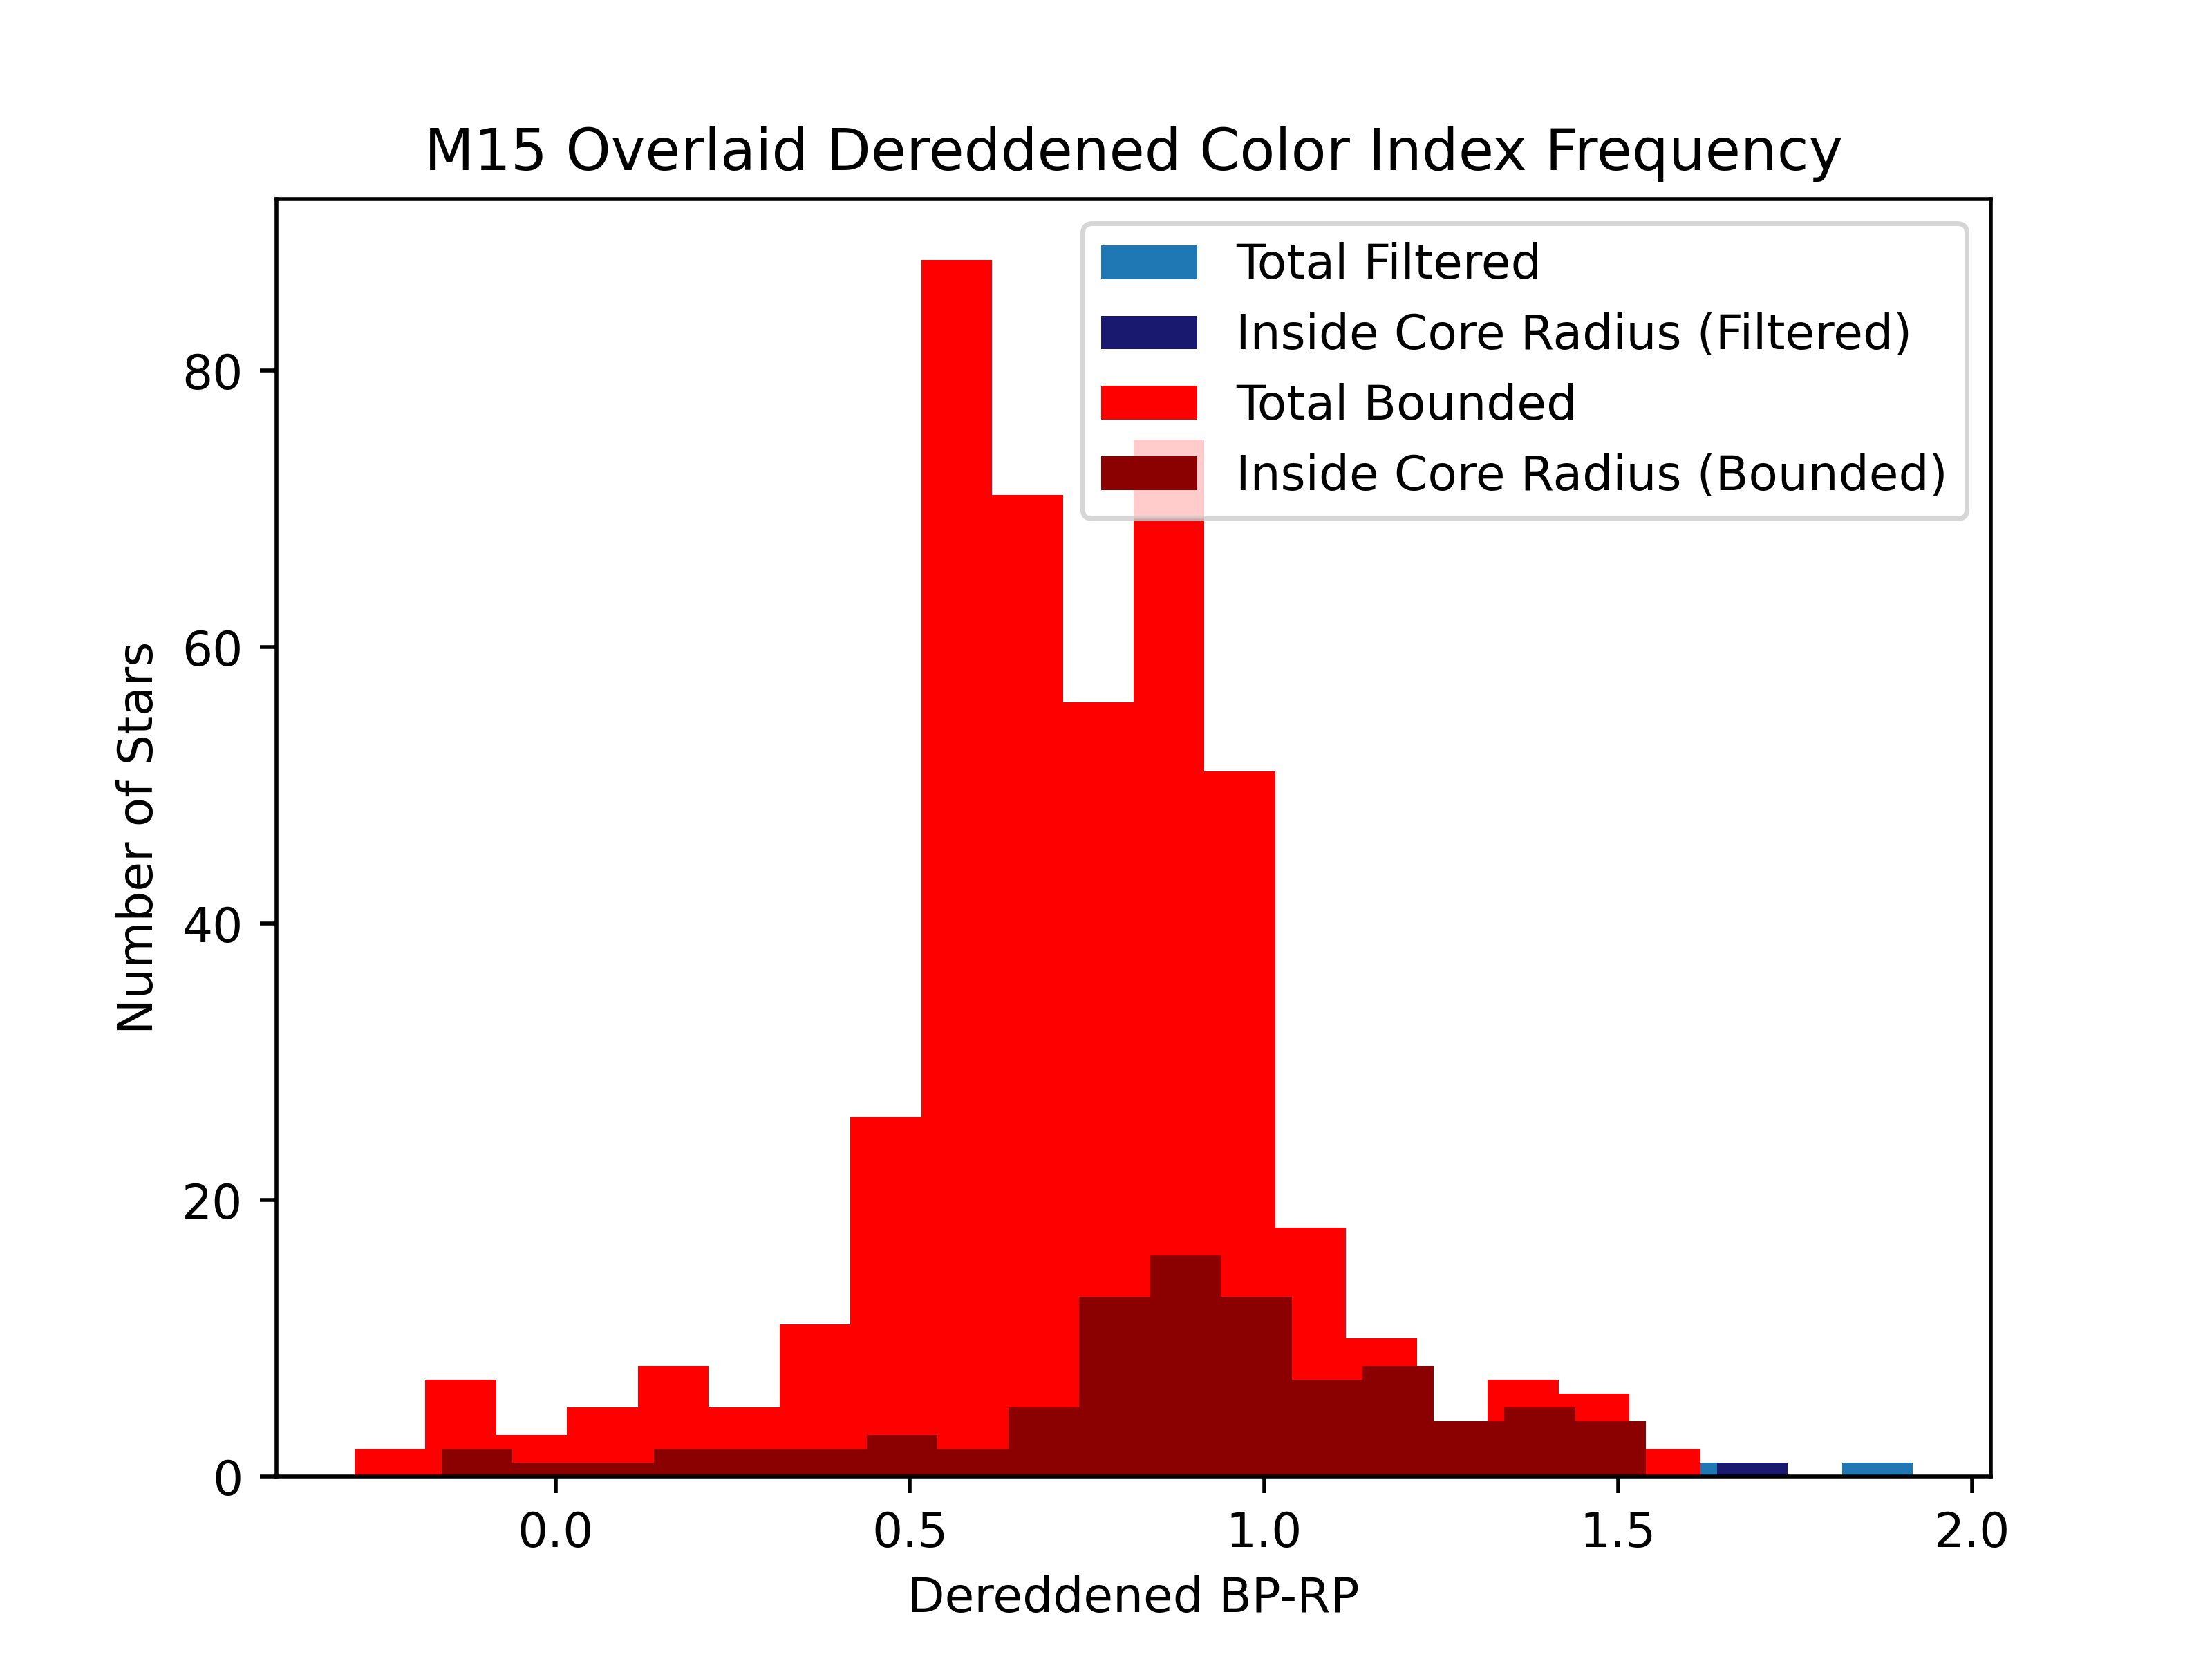 M15 Overlaid Dereddened Color Index Frequency
Total Filtered
Inside Core Radius (Filtered)
Total Bounded
Inside Core Radius (Bounded)
Number of Stars
80
60
40
20
0
0.0 0.5 1.0 1.5 2.0
Dereddened BP-RP